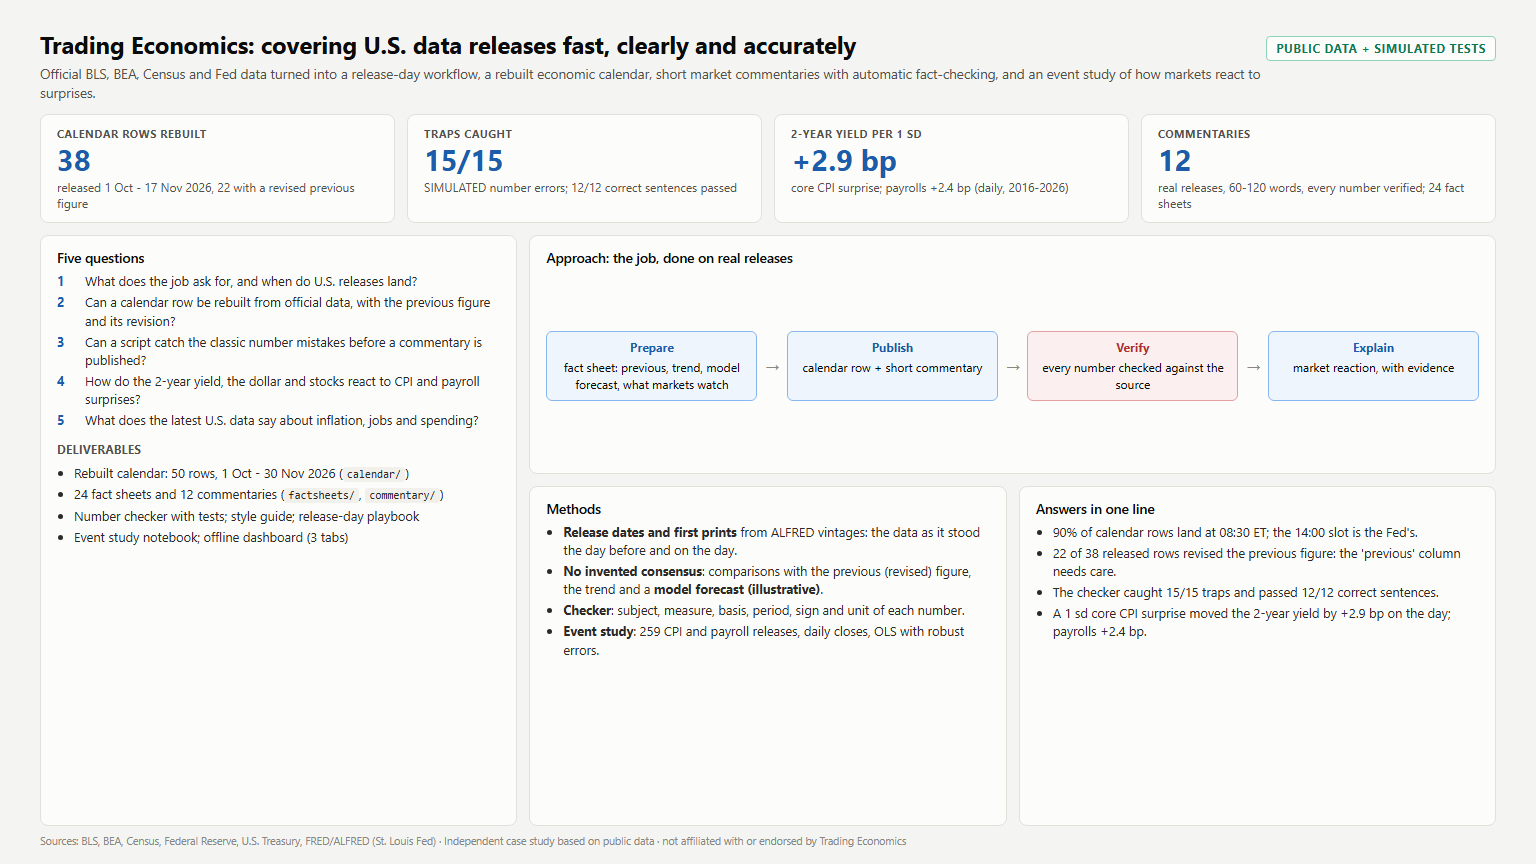 Trading Economics: covering U.S. data releases fast, clearly and accurately
PUBLIC DATA + SIMULATED TESTS
Official BLS, BEA, Census and Fed data turned into a release-day workflow, a rebuilt economic calendar, short market commentaries with automatic fact-checking, and an event study of how markets react to
surprises.
CALENDAR ROWS REBUILT
38
released 1 Oct - 17 Nov 2026, 22 with a revised previous
figure
TRAPS CAUGHT
15/15
SIMULATED number errors; 12/12 correct sentences passed
2-YEAR YIELD PER 1 SD
+2.9 bp
core CPI surprise; payrolls +2.4 bp (daily, 2016-2026)
COMMENTARIES
12
real releases, 60-120 words, every number verified; 24 fact
sheets
Five questions
1 What does the job ask for, and when do U.S. releases land?
2 Can a calendar row be rebuilt from official data, with the previous figure
and its revision?
3 Can a script catch the classic number mistakes before a commentary is
published?
4 How do the 2-year yield, the dollar and stocks react to CPI and payroll
surprises?
5 What does the latest U.S. data say about inflation, jobs and spending?
DELIVERABLES
• Rebuilt calendar: 50 rows, 1 Oct - 30 Nov 2026 ( calendar/ )
• 24 fact sheets and 12 commentaries ( factsheets/ , commentary/ )
• Number checker with tests; style guide; release-day playbook
• Event study notebook; offline dashboard (3 tabs)
Approach: the job, done on real releases
Prepare
fact sheet: previous, trend, model
forecast, what markets watch
→
Publish
calendar row + short commentary
→
Verify
every number checked against the
source
→
Explain
market reaction, with evidence
Methods
• Release dates and first prints from ALFRED vintages: the data as it stood
the day before and on the day.
• No invented consensus: comparisons with the previous (revised) figure,
the trend and a model forecast (illustrative).
• Checker: subject, measure, basis, period, sign and unit of each number.
• Event study: 259 CPI and payroll releases, daily closes, OLS with robust
errors.
Answers in one line
• 90% of calendar rows land at 08:30 ET; the 14:00 slot is the Fed's.
• 22 of 38 released rows revised the previous figure: the 'previous' column
needs care.
• The checker caught 15/15 traps and passed 12/12 correct sentences.
• A 1 sd core CPI surprise moved the 2-year yield by +2.9 bp on the day;
payrolls +2.4 bp.
Sources: BLS, BEA, Census, Federal Reserve, U.S. Treasury, FRED/ALFRED (St. Louis Fed) · Independent case study based on public data · not affiliated with or endorsed by Trading Economics